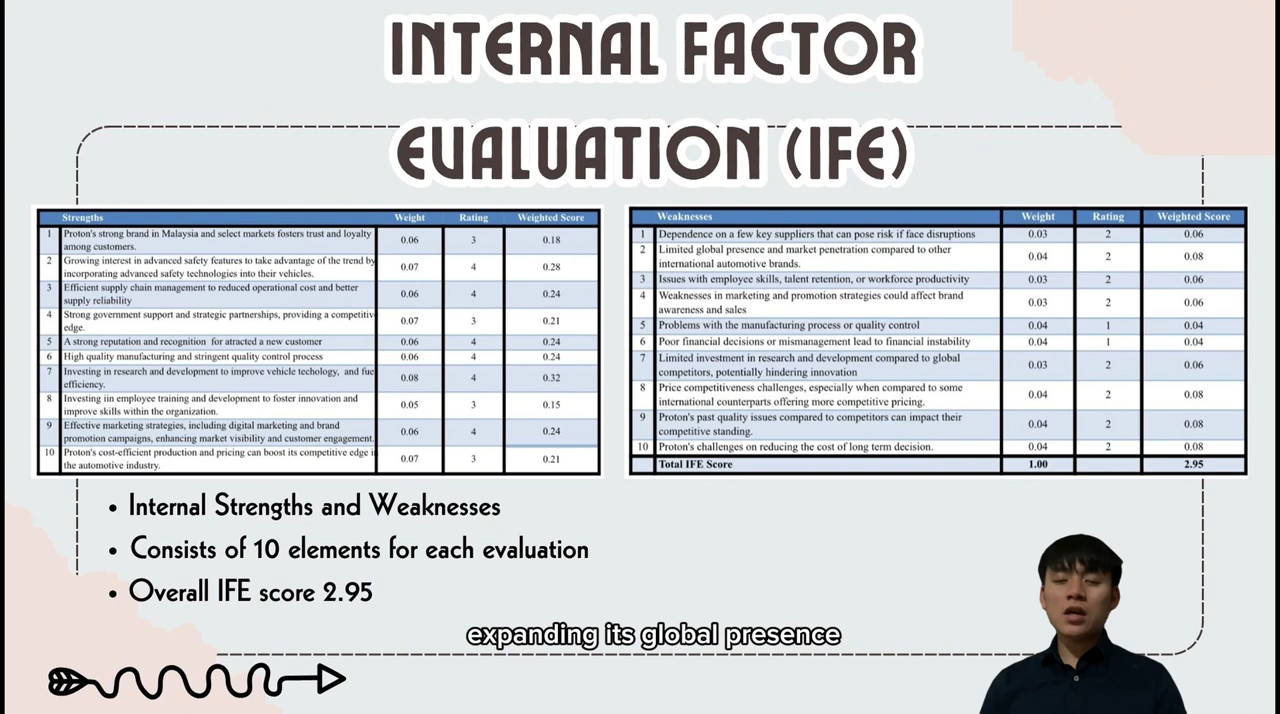 INTERNAL FACTOR
EVALUATION (IFE)
Strengths Weight Rating Weighted Score
1 Proton's strong brand in Malaysia and select markets fosters trust and loyalty
among customers. 0.06 3 0.18
2 Growing interest in advanced safety features to take advantage of the trend by
incorporating advanced safety technologies into their vehicles. 0.07 4 0.28
3 Efficient supply chain management to reduced operational cost and better
supply reliability 0.06 4 0.24
4 Strong government support and strategic partnerships, providing a competitive
edge. 0.07 3 0.21
5 A strong reputation and recognition for atracted a new customer 0.06 4 0.24
6 High quality manufacturing and stringent quality control process 0.06 4 0.24
7 Investing in research and development to improve vehicle techology, and fue
efficiency. 0.08 4 0.32
8 Investing iin employee training and development to foster innovation and
improve skills within the organization. 0.05 3 0.15
9 Effective marketing strategies, including digital marketing and brand
promotion campaigns, enhancing market visibility and customer engagement. 0.06 4 0.24
10 Proton's cost-efficient production and pricing can boost its competitive edge i
the automotive industry. 0.07 3 0.21
Weaknesses Weight Rating Weighted Score
1 Dependence on a few key suppliers that can pose risk if face disruptions 0.03 2 0.06
2 Limited global presence and market penetration compared to other
international automotive brands. 0.04 2 0.08
3 Issues with employee skills, talent retention, or workforce productivity 0.03 2 0.06
4 Weaknesses in marketing and promotion strategies could affect brand
awareness and sales 0.03 2 0.06
5 Problems with the manufacturing process or quality control 0.04 1 0.04
6 Poor financial decisions or mismanagement lead to financial instability 0.04 1 0.04
7 Limited investment in research and development compared to global
competitors, potentially hindering innovation 0.03 2 0.06
8 Price competitiveness challenges, especially when compared to some
international counterparts offering more competitive pricing. 0.04 2 0.08
9 Proton's past quality issues compared to competitors can impact their
competitive standing. 0.04 2 0.08
10 Proton's challenges on reducing the cost of long term decision. 0.04 2 0.08
Total IFE Score 1.00 2.95
• Internal Strengths and Weaknesses
• Consists of 10 elements for each evaluation
• Overall IFE score 2.95
expanding its global presence